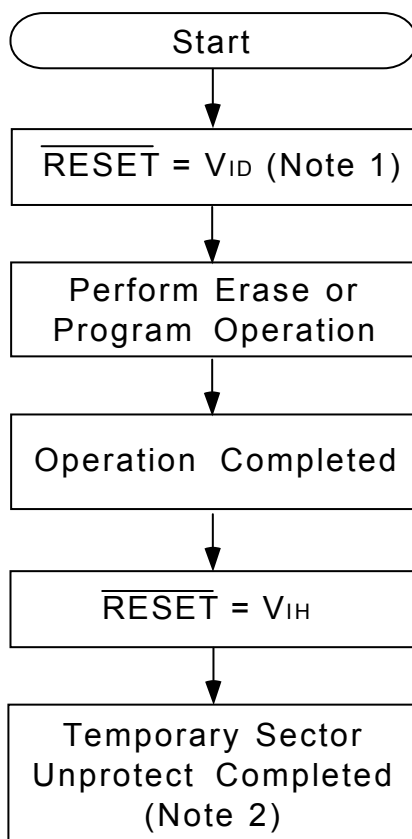 Start
RESET = VID (Note 1)
Perform Erase or
Program Operation
Operation Completed
RESET = VIH
Temporary Sector
Unprotect Completed
(Note 2)